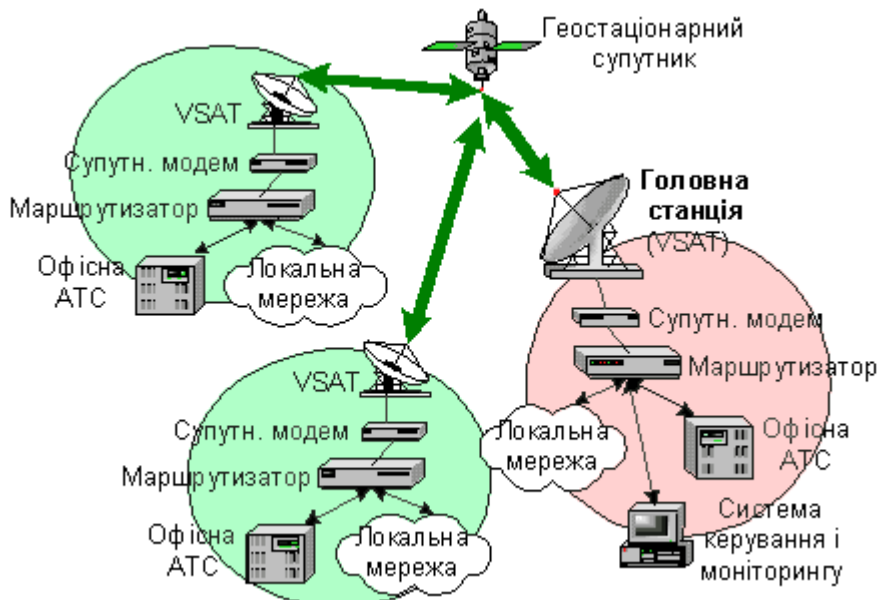 Геостаціонарний
супутник
VSAT
Супутн. модем
Маршрутизатор
Офісна
АТС
Локальна
мережа
Головна
станція
(VSAT)
Супутн. модем
Маршрутизатор
Локальна
мережа
Офісна
АТС
Система
керування і
моніторингу
VSAT
Супутн. модем
Маршрутизатор
Офісна
АТС
Локальна
мережа